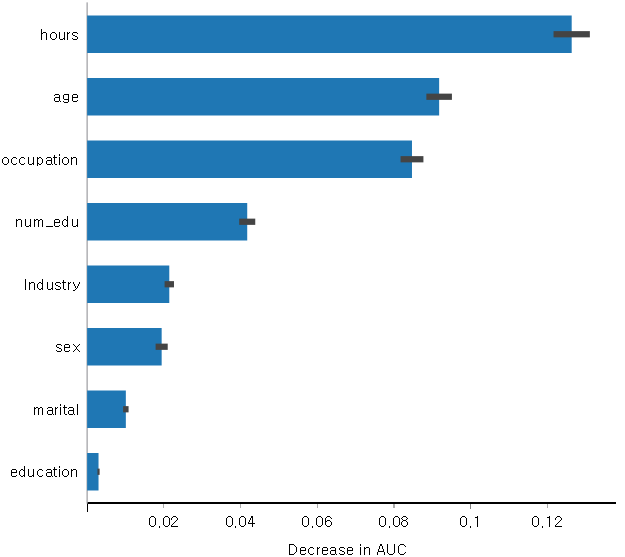 hours
age
occupation
num_edu
Industry
sex
marital
education
0.02 0.04 0.06 0.08 0.1 0.12
Decrease in AUC